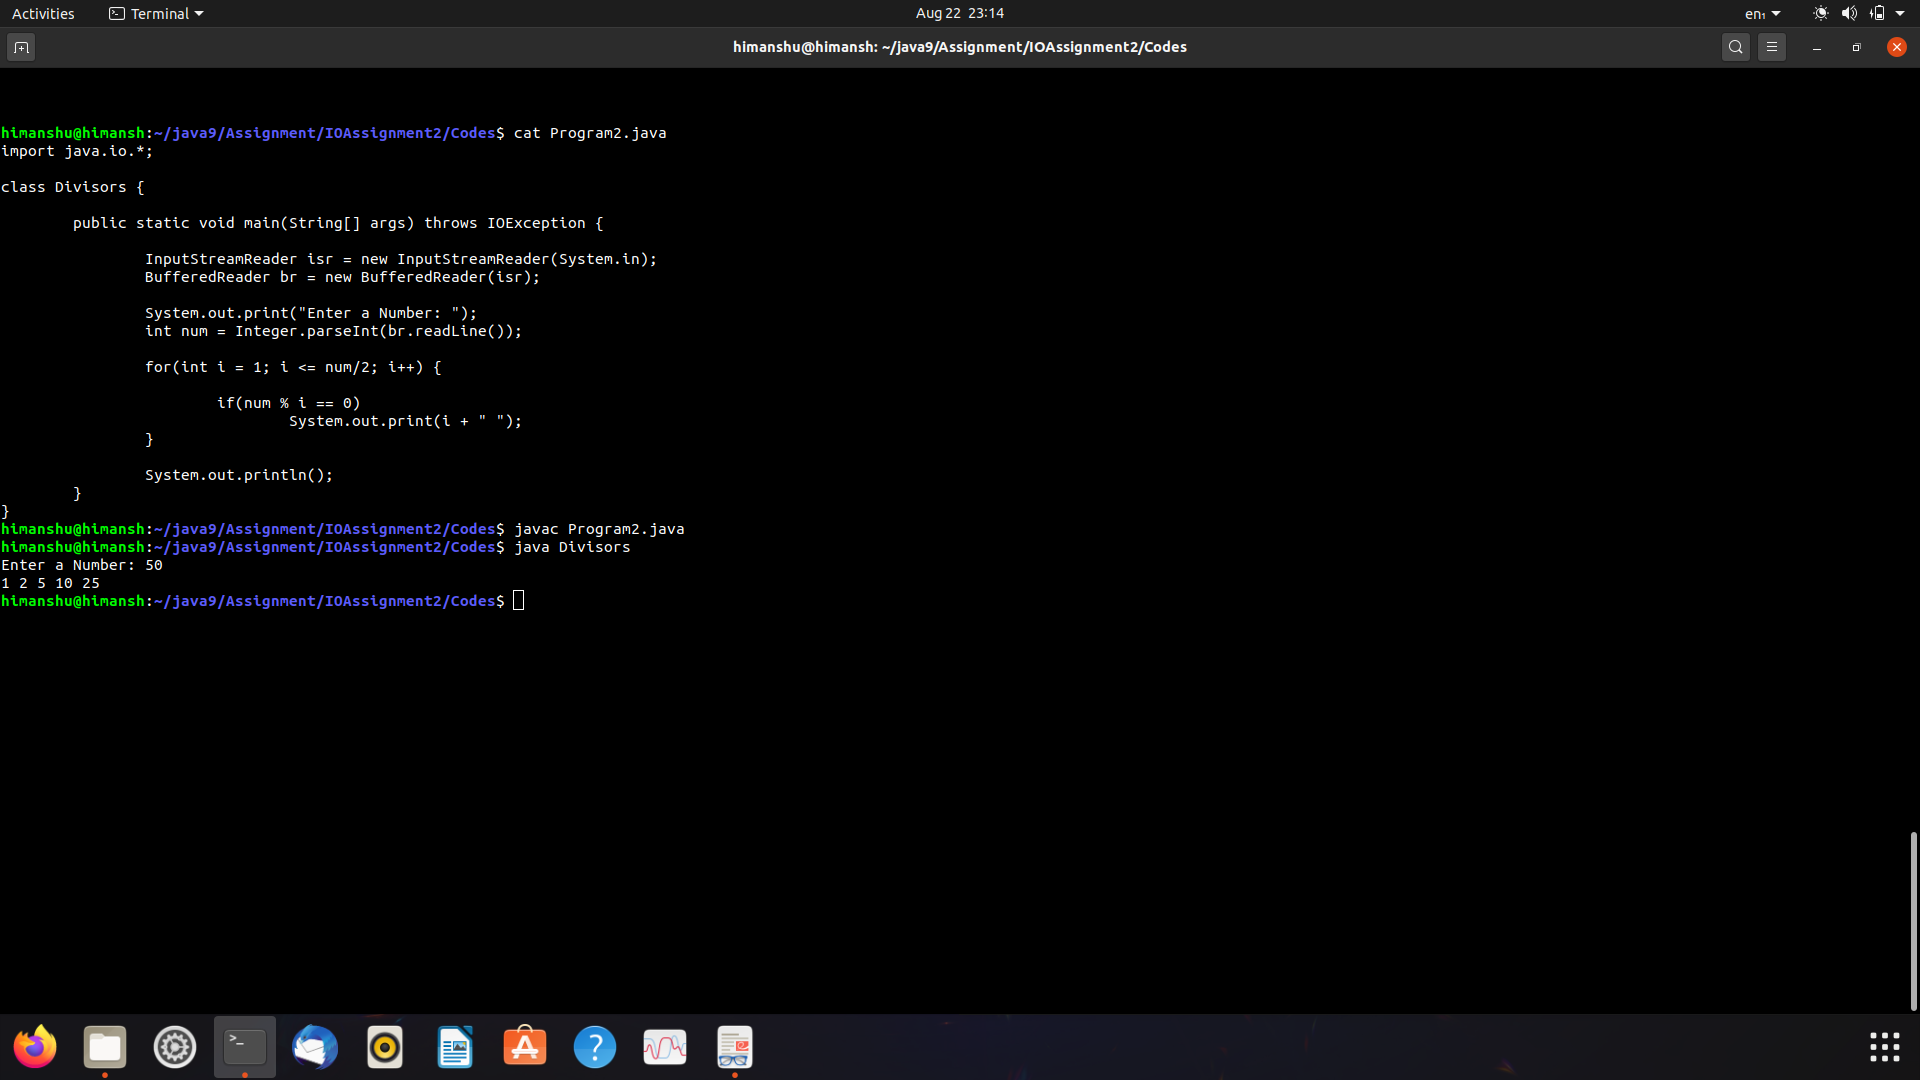 Activities Terminal Aug 22 23:14 en₁
himanshu@himansh: ~/java9/Assignment/IOAssignment2/Codes
himanshu@himansh:~/java9/Assignment/IOAssignment2/Codes$ cat Program2.java
import java.io.*;
class Divisors {
public static void main(String[] args) throws IOException {
InputStreamReader isr = new InputStreamReader(System.in);
BufferedReader br = new BufferedReader(isr);
System.out.print("Enter a Number: ");
int num = Integer.parseInt(br.readLine());
for(int i = 1; i <= num/2; i++) {
if(num % i == 0)
System.out.print(i + " ");
}
System.out.println();
}
}
himanshu@himansh:~/java9/Assignment/IOAssignment2/Codes$ javac Program2.java
himanshu@himansh:~/java9/Assignment/IOAssignment2/Codes$ java Divisors
Enter a Number: 50
1 2 5 10 25
himanshu@himansh:~/java9/Assignment/IOAssignment2/Codes$